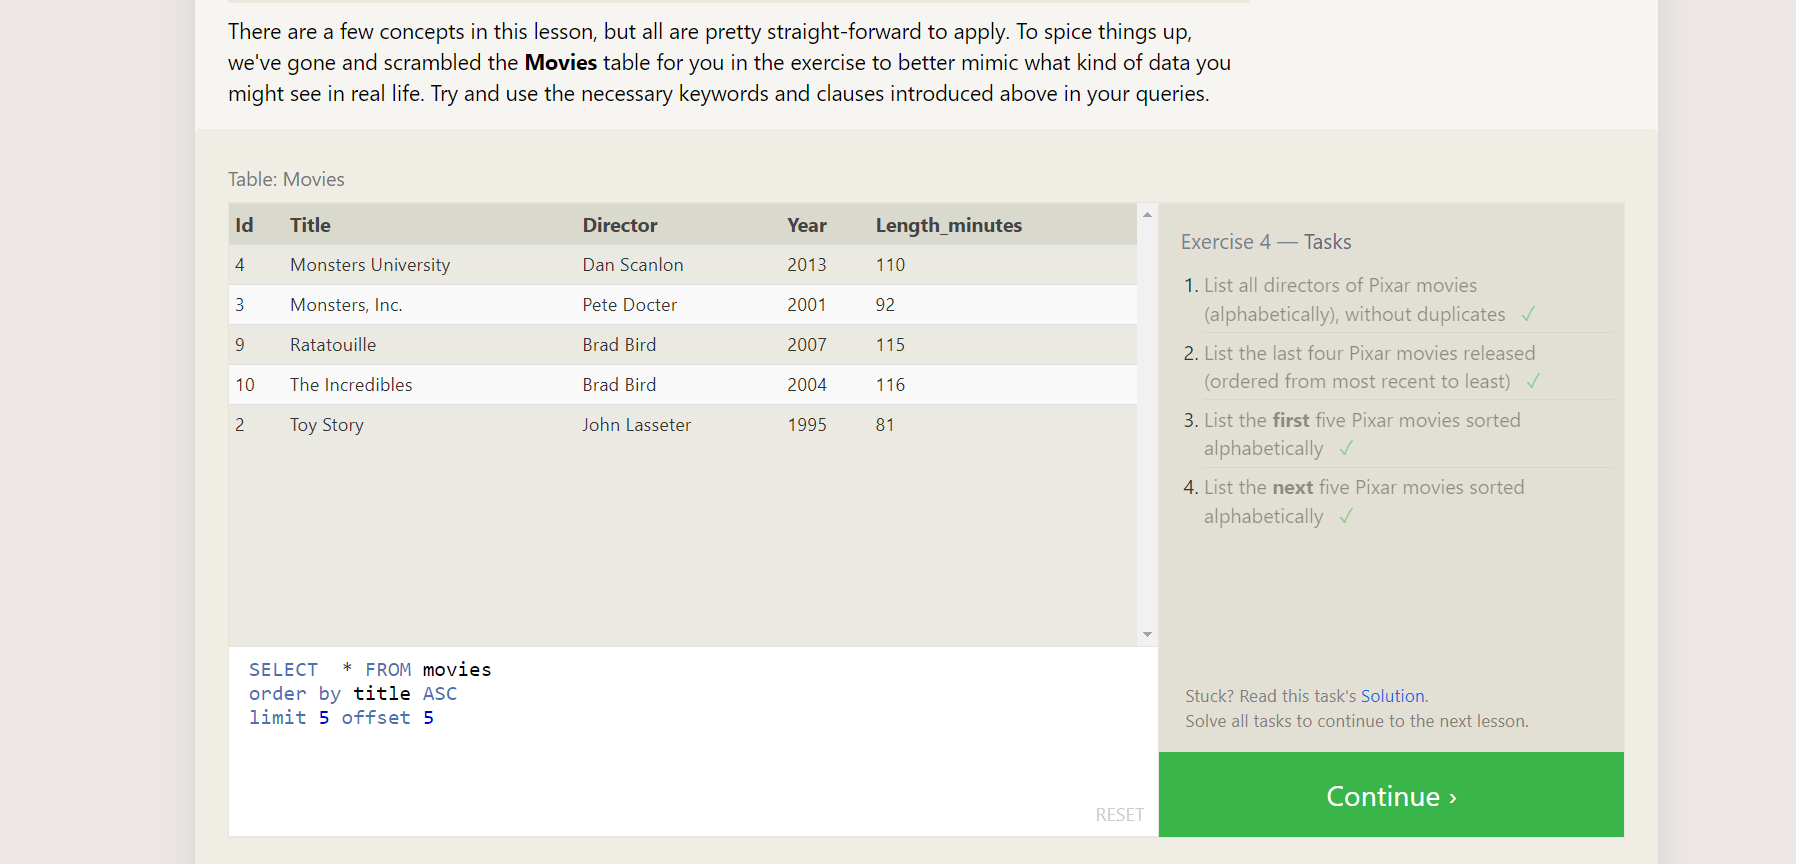 There are a few concepts in this lesson, but all are pretty straight-forward to apply. To spice things up,
we've gone and scrambled the Movies table for you in the exercise to better mimic what kind of data you
might see in real life. Try and use the necessary keywords and clauses introduced above in your queries.
Table: Movies
Id Title Director Year Length_minutes
4 Monsters University Dan Scanlon 2013 110
3 Monsters, Inc. Pete Docter 2001 92
9 Ratatouille Brad Bird 2007 115
10 The Incredibles Brad Bird 2004 116
2 Toy Story John Lasseter 1995 81
SELECT  * FROM movies
order by title ASC
limit 5 offset 5
RESET
Exercise 4 — Tasks
1. List all directors of Pixar movies
(alphabetically), without duplicates ✓
2. List the last four Pixar movies released
(ordered from most recent to least) ✓
3. List the first five Pixar movies sorted
alphabetically ✓
4. List the next five Pixar movies sorted
alphabetically ✓
Stuck? Read this task's Solution.
Solve all tasks to continue to the next lesson.
Continue ›